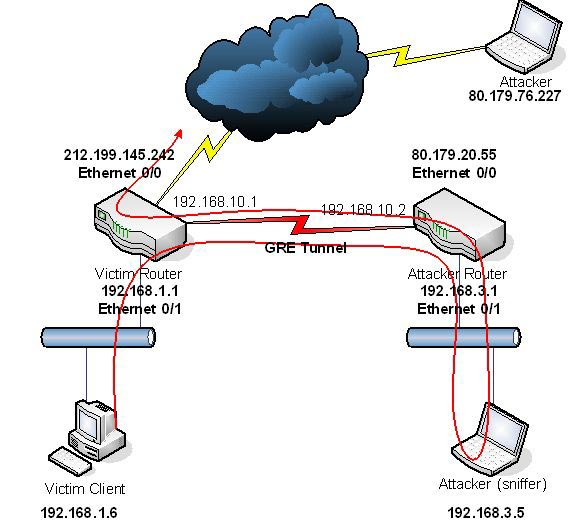 Attacker
80.179.76.227
212.199.145.242
Ethernet 0/0
80.179.20.55
Ethernet 0/0
192.168.10.1
192.168.10.2
GRE Tunnel
Victim Router
192.168.1.1
Ethernet 0/1
Attacker Router
192.168.3.1
Ethernet 0/1
Victim Client
192.168.1.6
Attacker (sniffer)
192.168.3.5